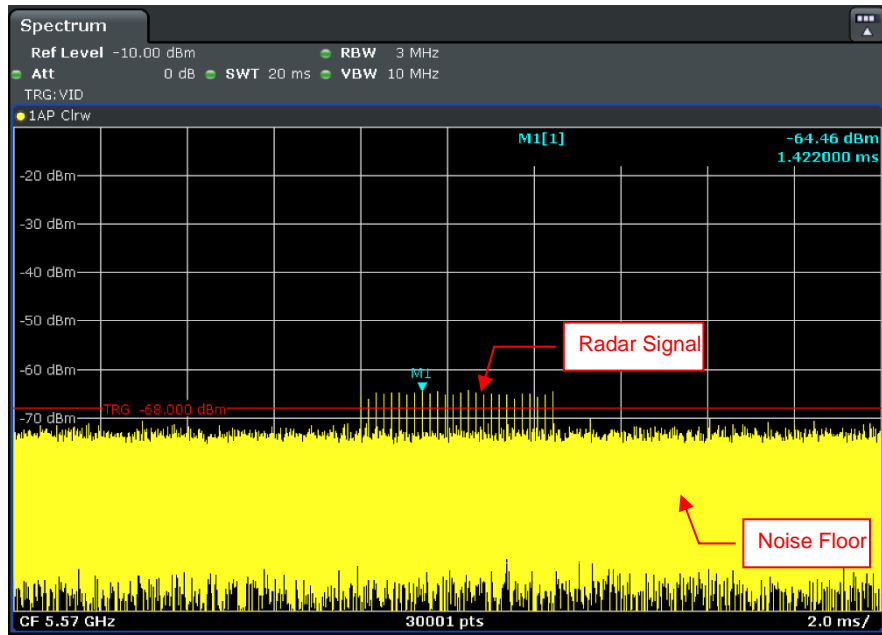 Spectrum
Ref Level -10.00 dBm RBW 3 MHz
Att 0 dB SWT 20 ms VBW 10 MHz
TRG:VID
1AP Clrw
M1[1] -64.46 dBm
1.422000 ms
-20 dBm
-30 dBm
-40 dBm
-50 dBm
Radar Signal
-60 dBm
M1
TRG -68.000 dBm
-70 dBm
Noise Floor
CF 5.57 GHz 30001 pts 2.0 ms/